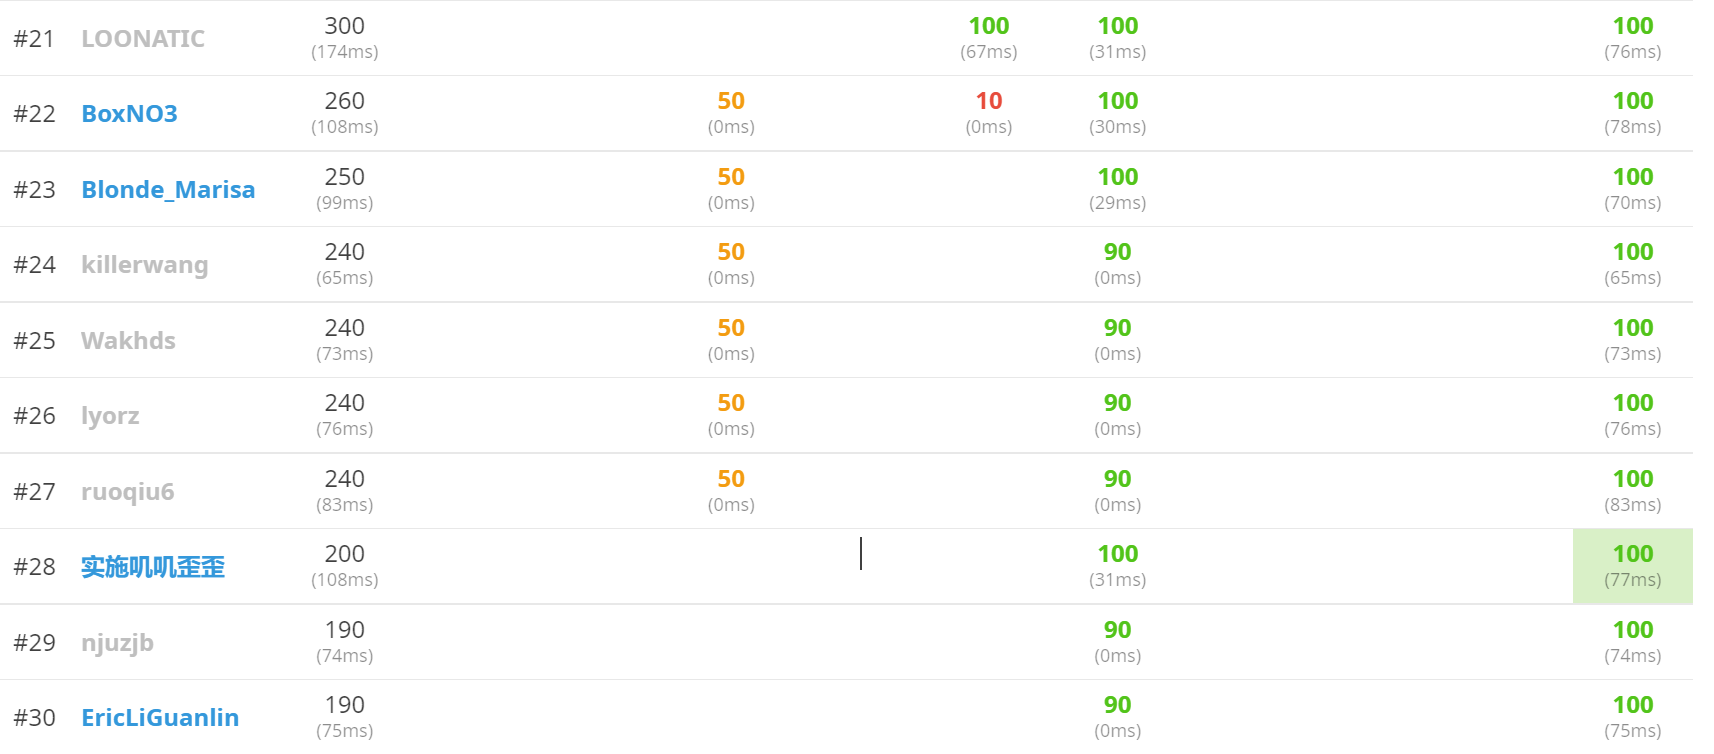 #21 LOONATIC 300 100 100 100
(174ms) (67ms) (31ms) (76ms)
#22 BoxNO3 260 50 10 100 100
(108ms) (0ms) (0ms) (30ms) (78ms)
#23 Blonde_Marisa 250 50 100 100
(99ms) (0ms) (29ms) (70ms)
#24 killerwang 240 50 90 100
(65ms) (0ms) (0ms) (65ms)
#25 Wakhds 240 50 90 100
(73ms) (0ms) (0ms) (73ms)
#26 lyorz 240 50 90 100
(76ms) (0ms) (0ms) (76ms)
#27 ruoqiu6 240 50 90 100
(83ms) (0ms) (0ms) (83ms)
#28 实施叽叽歪歪 200 100 100
(108ms) (31ms) (77ms)
#29 njuzjb 190 90 100
(74ms) (0ms) (74ms)
#30 EricLiGuanlin 190 90 100
(75ms) (0ms) (75ms)